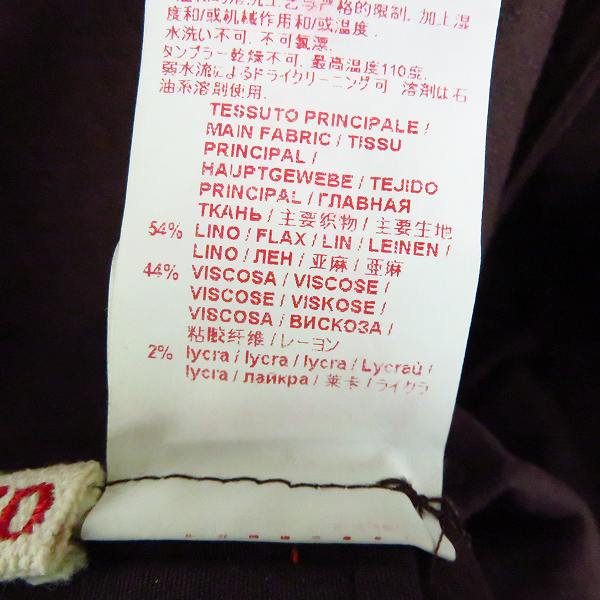 度和/或机械作用和/或温度.
水洗い不可. 不可氯漂.
タンブラー乾燥不可. 最高温度110度.
弱水流によるドライクリーニング可 溶剤は石
油系溶剤使用.
TESSUTO PRINCIPALE /
MAIN FABRIC / TISSU
PRINCIPAL /
HAUPTGEWEBE / TEJIDO
PRINCIPAL / ГЛАВНАЯ
ТКАНЬ / 主要织物 / 主要生地
54% LINO / FLAX / LIN / LEINEN /
LINO / ЛЕН / 亚麻 / 亜麻
44% VISCOSA / VISCOSE /
VISCOSE / VISKOSE /
VISCOSA / ВИСКОЗА /
粘胶纤维 / レーヨン
2% lycra / lycra / lycra / Lycraù /
lycra / лайкра / 莱卡 / ライクラ